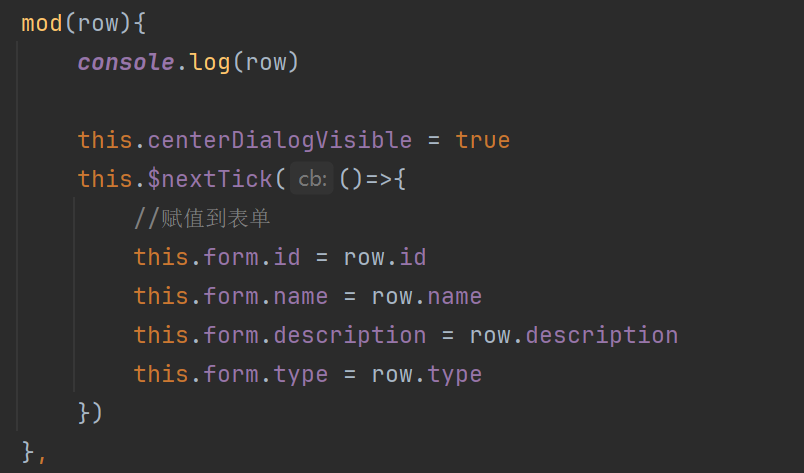 mod(row){
console.log(row)
this.centerDialogVisible = true
this.$nextTick( cb: ()=>{
//赋值到表单
this.form.id = row.id
this.form.name = row.name
this.form.description = row.description
this.form.type = row.type
})
},